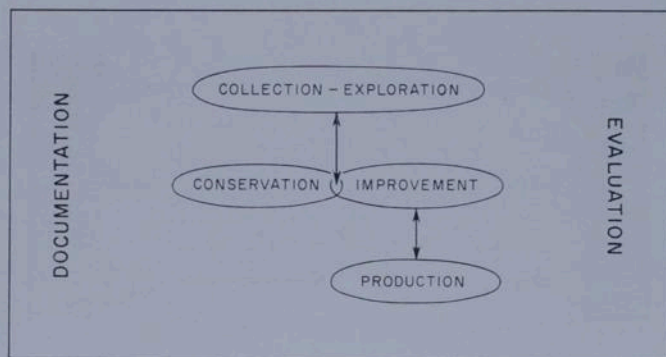 DOCUMENTATION
COLLECTION – EXPLORATION
CONSERVATION
IMPROVEMENT
PRODUCTION
EVALUATION